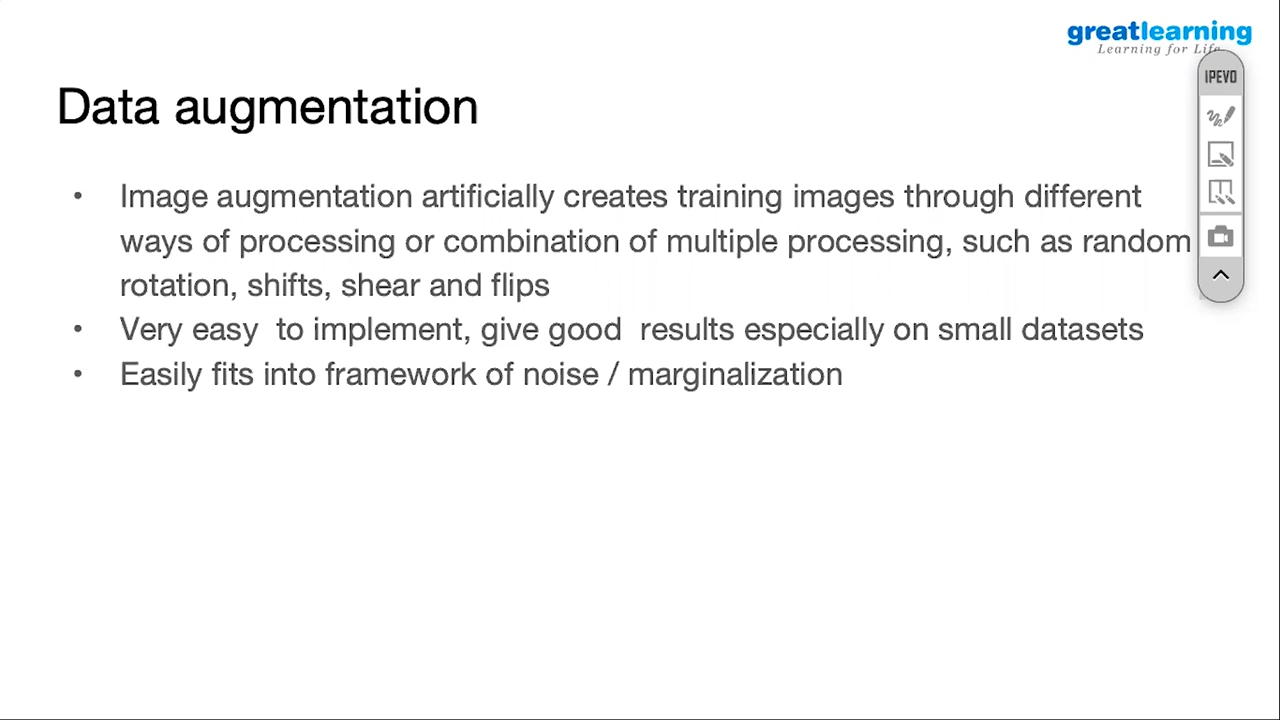 greatlearning
Learning for Life
IPEVO
Data augmentation
• Image augmentation artificially creates training images through different
ways of processing or combination of multiple processing, such as random
rotation, shifts, shear and flips
• Very easy  to implement, give good  results especially on small datasets
• Easily fits into framework of noise / marginalization